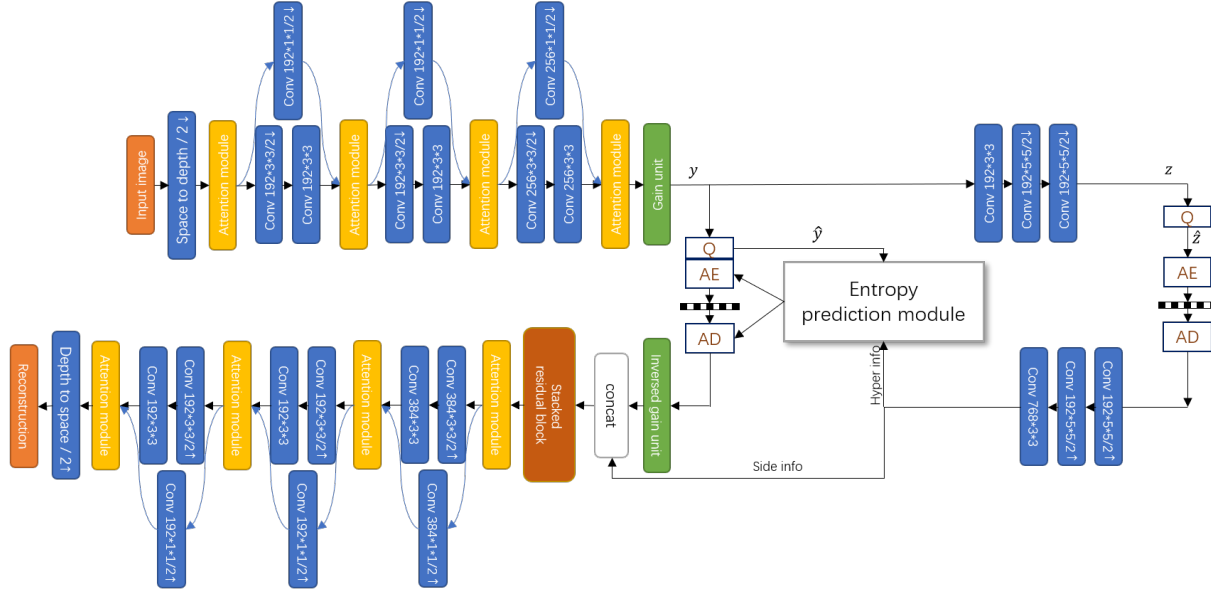 Input image
Space to depth / 2↓
Attention module
Conv 192*1*1/2↓
Conv 192*3*3/2↓
Conv 192*3*3
Attention module
Conv 192*1*1/2↓
Conv 192*3*3/2↓
Conv 192*3*3
Attention module
Conv 256*1*1/2↓
Conv 256*3*3/2↓
Conv 256*3*3
Attention module
Gain unit
y
Conv 192*3*3
Conv 192*5*5/2↓
Conv 192*5*5/2↓
z
Q
ẑ
AE
AD
Q
ŷ
AE
AD
Entropy
prediction module
Hyper info
Side info
Conv 192*5*5/2↑
Conv 192*5*5/2↑
Conv 768*3*3
Inversed gain unit
concat
Stacked
residual block
Attention module
Conv 384*3*3/2↑
Conv 384*3*3
Conv 384*1*1/2↑
Attention module
Conv 192*3*3/2↑
Conv 192*3*3
Conv 192*1*1/2↑
Attention module
Conv 192*3*3/2↑
Conv 192*3*3
Conv 192*1*1/2↑
Attention module
Depth to space / 2↑
Reconstruction